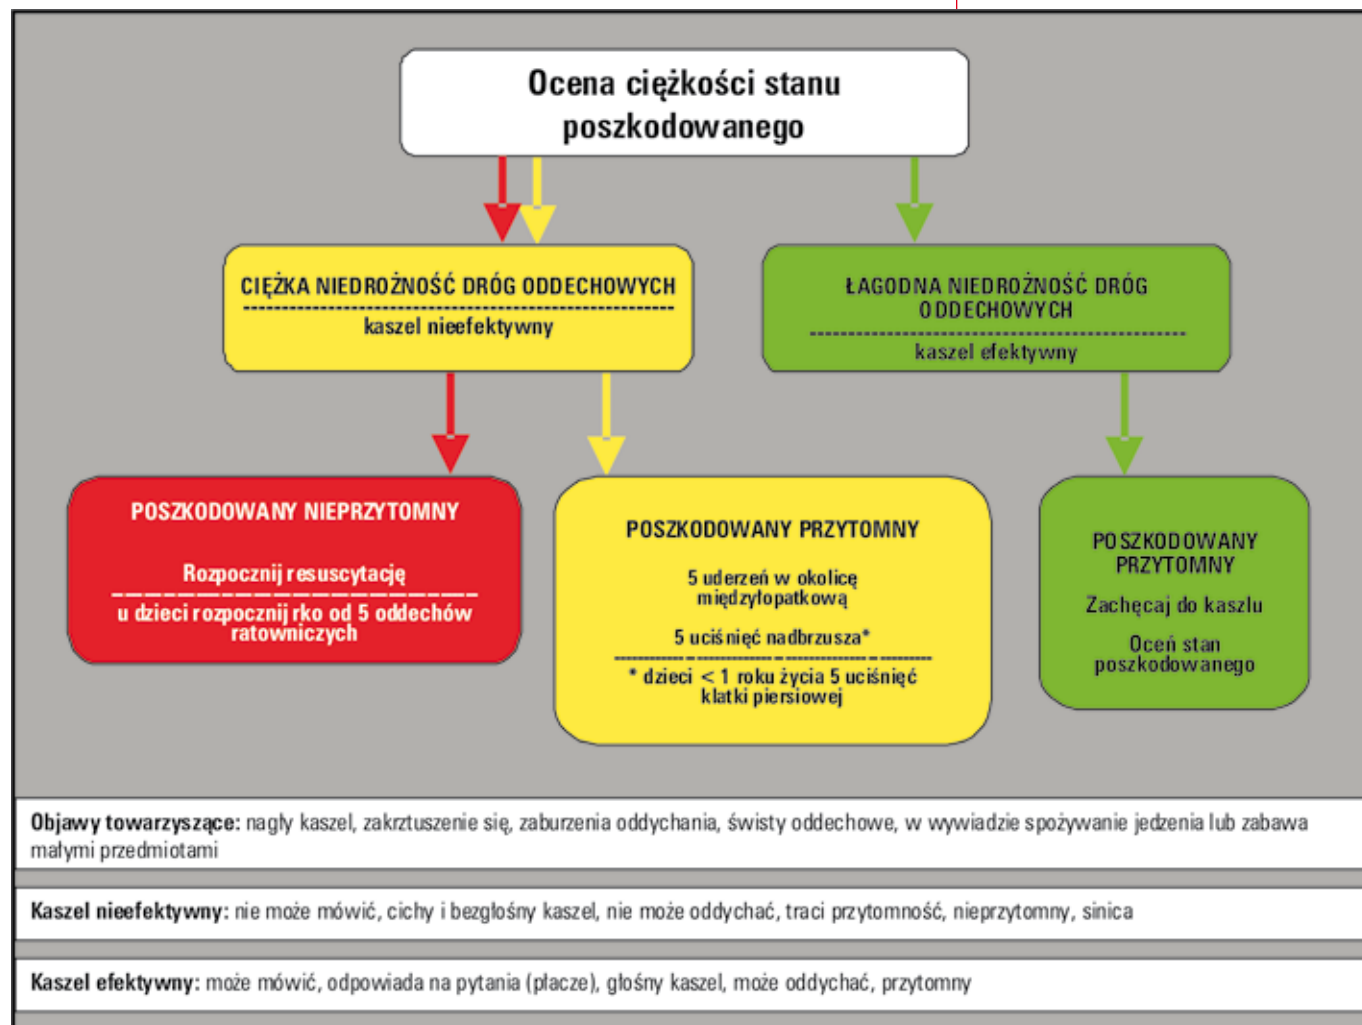 Ocena ciężkości stanu
poszkodowanego
CIĘŻKA NIEDROŻNOŚĆ DRÓG ODDECHOWYCH
kaszel nieefektywny
ŁAGODNA NIEDROŻNOŚĆ DRÓG
ODDECHOWYCH
kaszel efektywny
POSZKODOWANY NIEPRZYTOMNY
Rozpocznij resuscytację
u dzieci rozpocznij rko od 5 oddechów
ratowniczych
POSZKODOWANY PRZYTOMNY
5 uderzeń w okolicę
międzyłopatkową
5 uciśnięć nadbrzusza*
* dzieci < 1 roku życia 5 uciśnięć
klatki piersiowej
POSZKODOWANY
PRZYTOMNY
Zachęcaj do kaszlu
Oceń stan
poszkodowanego
Objawy towarzyszące: nagły kaszel, zakrztuszenie się, zaburzenia oddychania, świsty oddechowe, w wywiadzie spożywanie jedzenia lub zabawa
małymi przedmiotami
Kaszel nieefektywny: nie może mówić, cichy i bezgłośny kaszel, nie może oddychać, traci przytomność, nieprzytomny, sinica
Kaszel efektywny: może mówić, odpowiada na pytania (płacze), głośny kaszel, może oddychać, przytomny